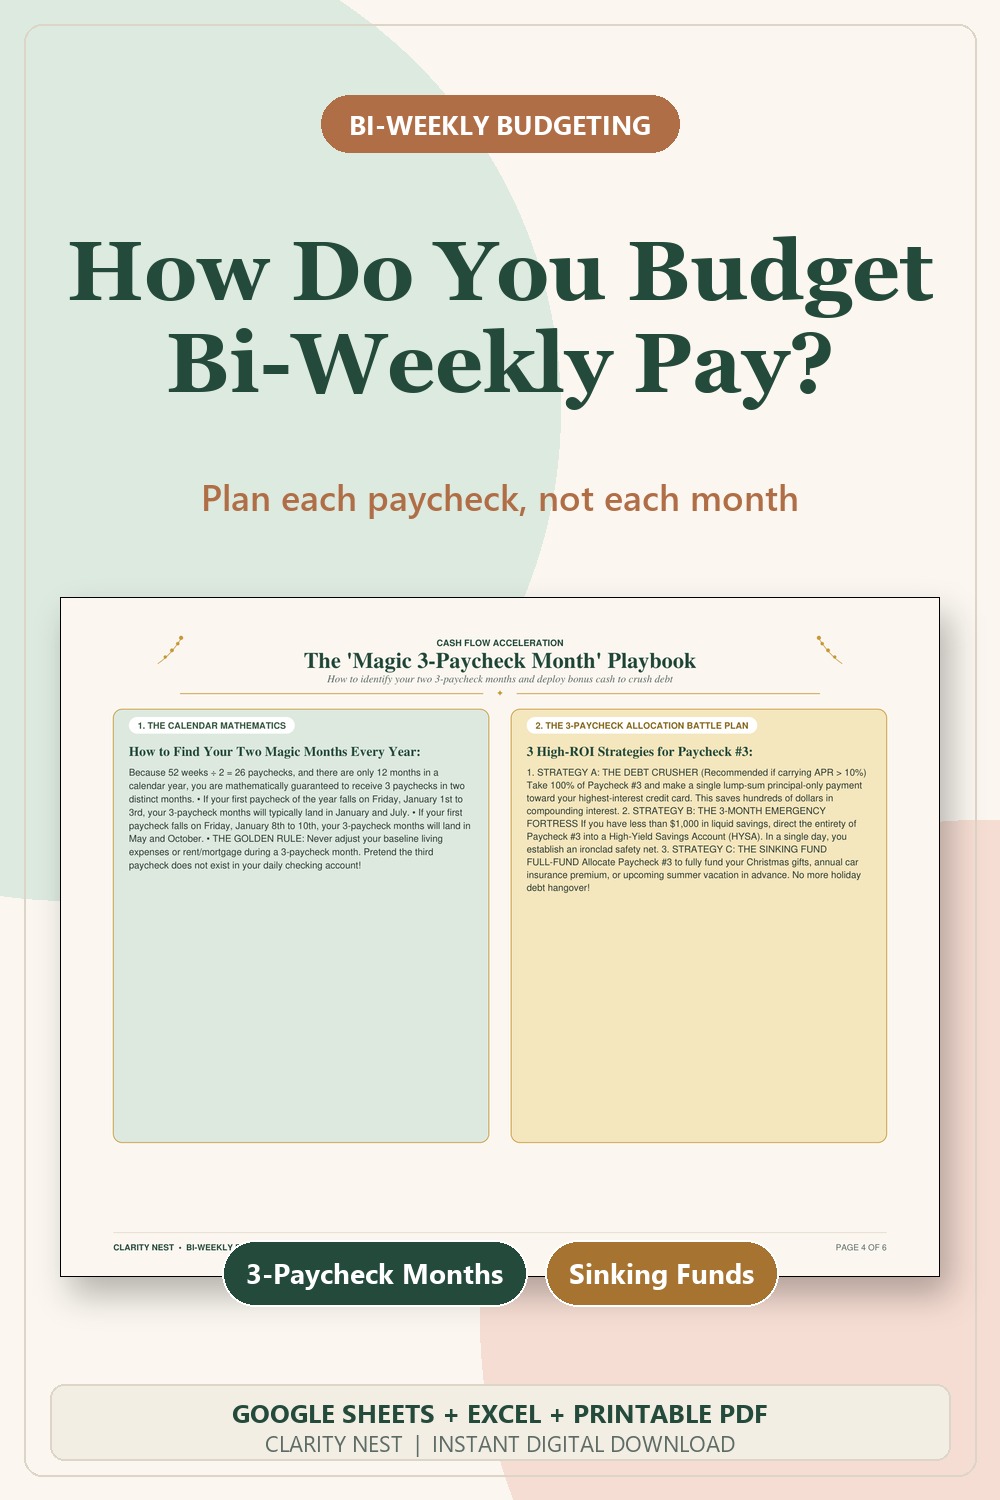 BI-WEEKLY BUDGETING
How Do You Budget
Bi-Weekly Pay?
Plan each paycheck, not each month
CASH FLOW ACCELERATION
The 'Magic 3-Paycheck Month' Playbook
How to identify your two 3-paycheck months and deploy bonus cash to crush debt
1. THE CALENDAR MATHEMATICS
How to Find Your Two Magic Months Every Year:
Because 52 weeks ÷ 2 = 26 paychecks, and there are only 12 months in a
calendar year, you are mathematically guaranteed to receive 3 paychecks in two
distinct months. • If your first paycheck of the year falls on Friday, January 1st to
3rd, your 3-paycheck months will typically land in January and July. • If your first
paycheck falls on Friday, January 8th to 10th, your 3-paycheck months will land in
May and October. • THE GOLDEN RULE: Never adjust your baseline living
expenses or rent/mortgage during a 3-paycheck month. Pretend the third
paycheck does not exist in your daily checking account!
2. THE 3-PAYCHECK ALLOCATION BATTLE PLAN
3 High-ROI Strategies for Paycheck #3:
1. STRATEGY A: THE DEBT CRUSHER (Recommended if carrying APR > 10%)
Take 100% of Paycheck #3 and make a single lump-sum principal-only payment
toward your highest-interest credit card. This saves hundreds of dollars in
compounding interest. 2. STRATEGY B: THE 3-MONTH EMERGENCY
FORTRESS If you have less than $1,000 in liquid savings, direct the entirety of
Paycheck #3 into a High-Yield Savings Account (HYSA). In a single day, you
establish an ironclad safety net. 3. STRATEGY C: THE SINKING FUND
FULL-FUND Allocate Paycheck #3 to fully fund your Christmas gifts, annual car
insurance premium, or upcoming summer vacation in advance. No more holiday
debt hangover!
CLARITY NEST • BI-WEEKLY
PAGE 4 OF 6
3-Paycheck Months
Sinking Funds
GOOGLE SHEETS + EXCEL + PRINTABLE PDF
CLARITY NEST | INSTANT DIGITAL DOWNLOAD